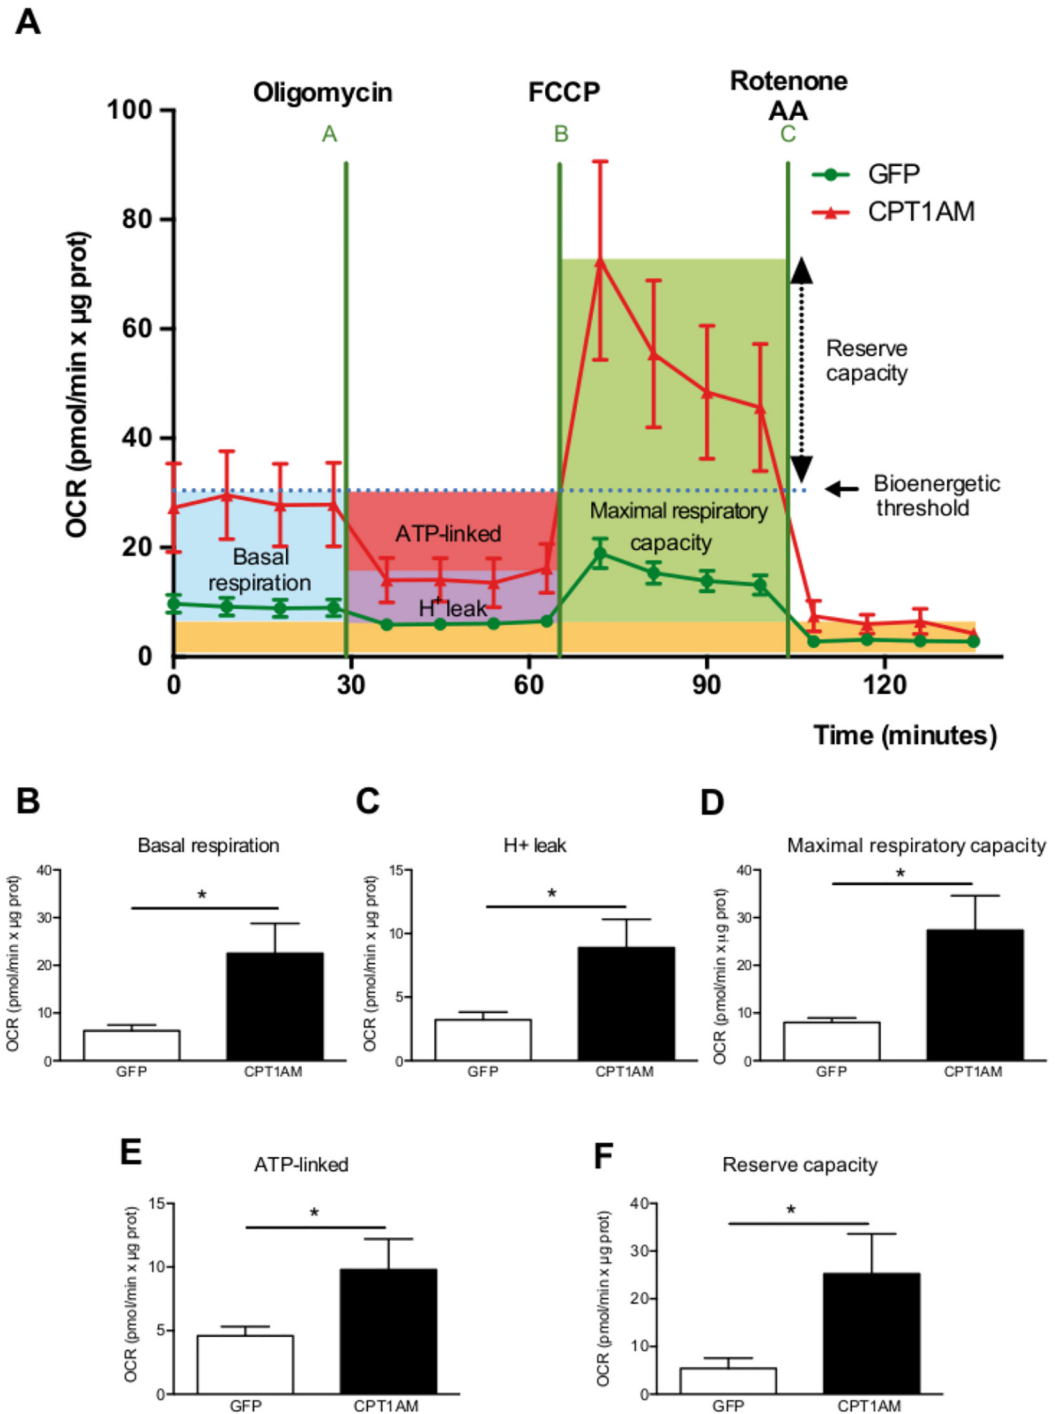 A
Oligomycin
FCCP
Rotenone
AA
A
B
C
GFP
CPT1AM
OCR (pmol/min x µg prot)
100
80
60
40
20
0
Reserve
capacity
Bioenergetic
threshold
Basal
respiration
ATP-linked
H+ leak
Maximal respiratory
capacity
0
30
60
90
120
Time (minutes)
B
Basal respiration
OCR (pmol/min x µg prot)
40
30
20
10
0
*
GFP
CPT1AM
C
H+ leak
OCR (pmol/min x µg prot)
15
10
5
0
*
GFP
CPT1AM
D
Maximal respiratory capacity
OCR (pmol/min x µg prot)
40
30
20
10
0
*
GFP
CPT1AM
E
ATP-linked
OCR (pmol/min x µg prot)
15
10
5
0
*
GFP
CPT1AM
F
Reserve capacity
OCR (pmol/min x µg prot)
40
30
20
10
0
*
GFP
CPT1AM